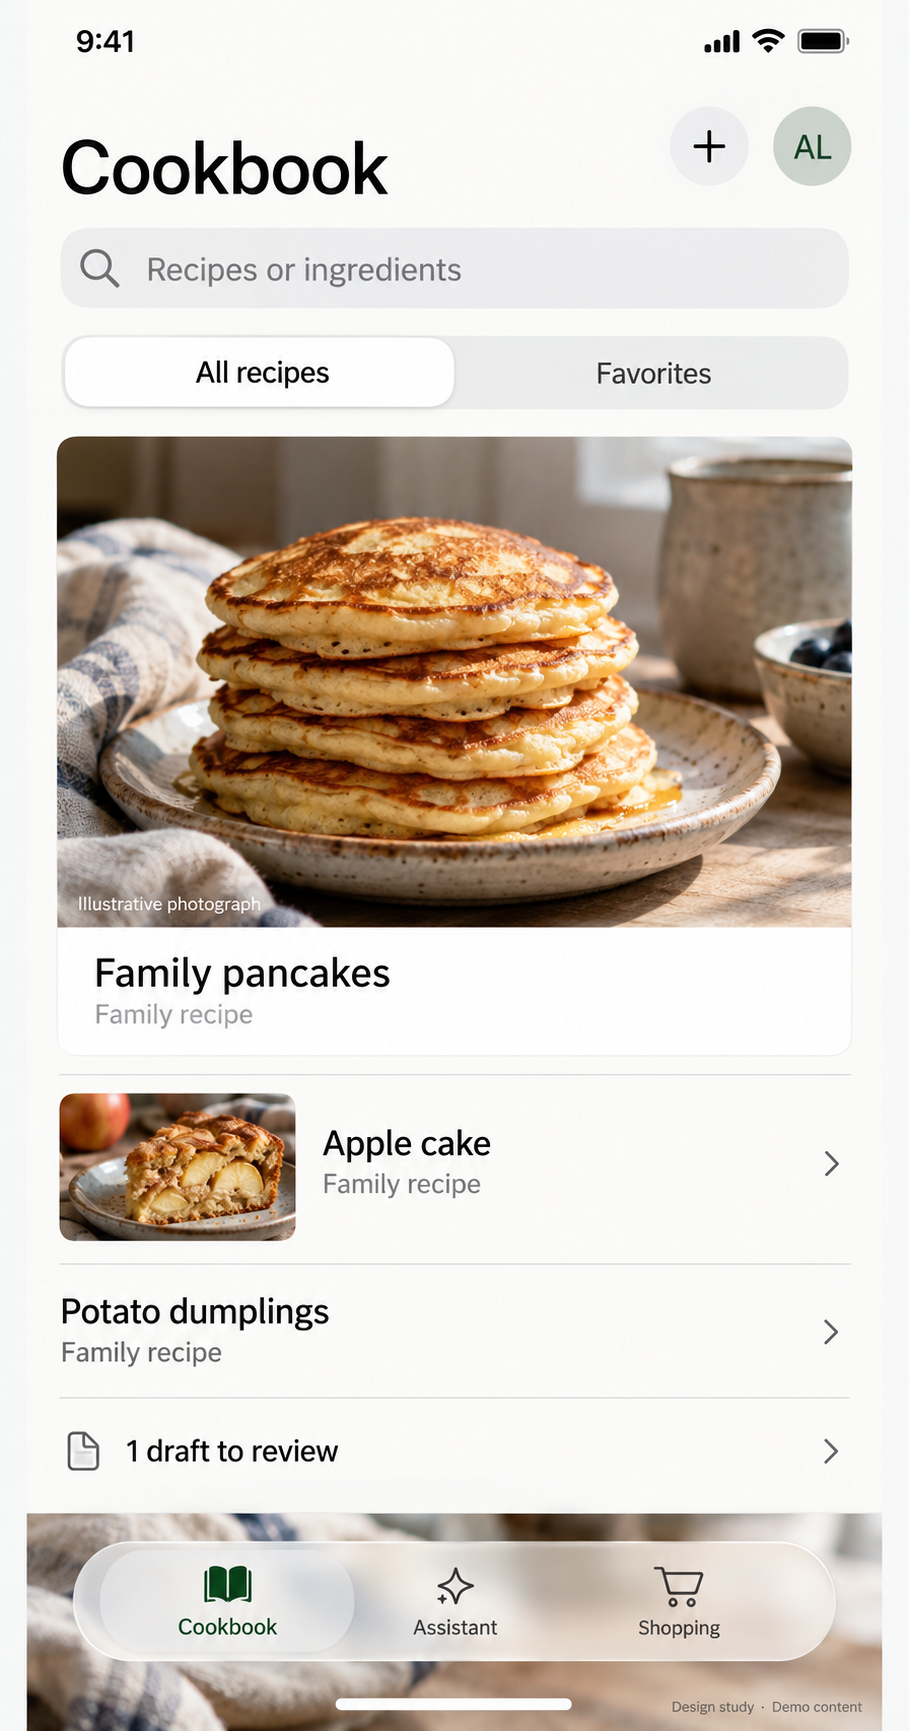 9:41
Cookbook
AL
Recipes or ingredients
All recipes
Favorites
Illustrative photograph
Family pancakes
Family recipe
Apple cake
Family recipe
Potato dumplings
Family recipe
1 draft to review
Cookbook
Assistant
Shopping
Design study · Demo content